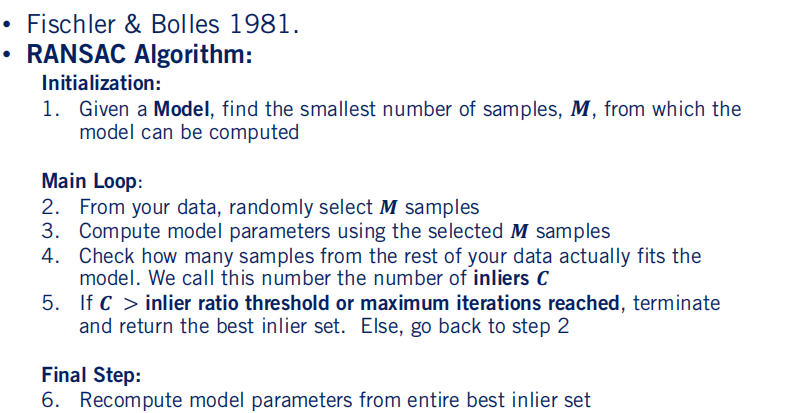 • Fischler & Bolles 1981.
• RANSAC Algorithm:
Initialization:
1. Given a Model, find the smallest number of samples, M, from which the
model can be computed
Main Loop:
2. From your data, randomly select M samples
3. Compute model parameters using the selected M samples
4. Check how many samples from the rest of your data actually fits the
model. We call this number the number of inliers C
5. If C > inlier ratio threshold or maximum iterations reached, terminate
and return the best inlier set. Else, go back to step 2
Final Step:
6. Recompute model parameters from entire best inlier set